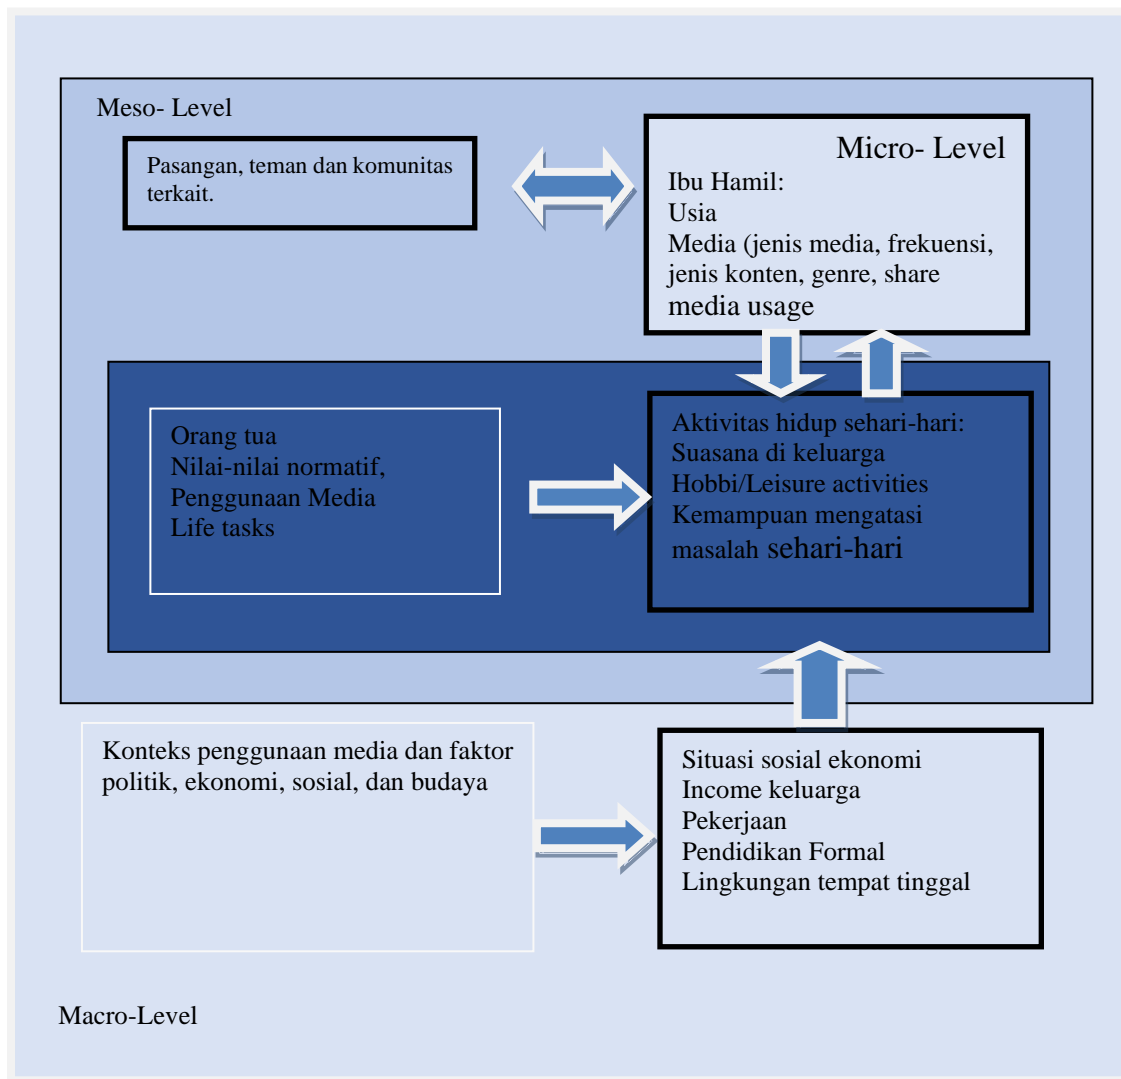 Meso- Level
Pasangan, teman dan komunitas
terkait.
Micro- Level
Ibu Hamil:
Usia
Media (jenis media, frekuensi,
jenis konten, genre, share
media usage
Orang tua
Nilai-nilai normatif,
Penggunaan Media
Life tasks
Aktivitas hidup sehari-hari:
Suasana di keluarga
Hobbi/Leisure activities
Kemampuan mengatasi
masalah sehari-hari
Konteks penggunaan media dan faktor
politik, ekonomi, sosial, dan budaya
Situasi sosial ekonomi
Income keluarga
Pekerjaan
Pendidikan Formal
Lingkungan tempat tinggal
Macro-Level